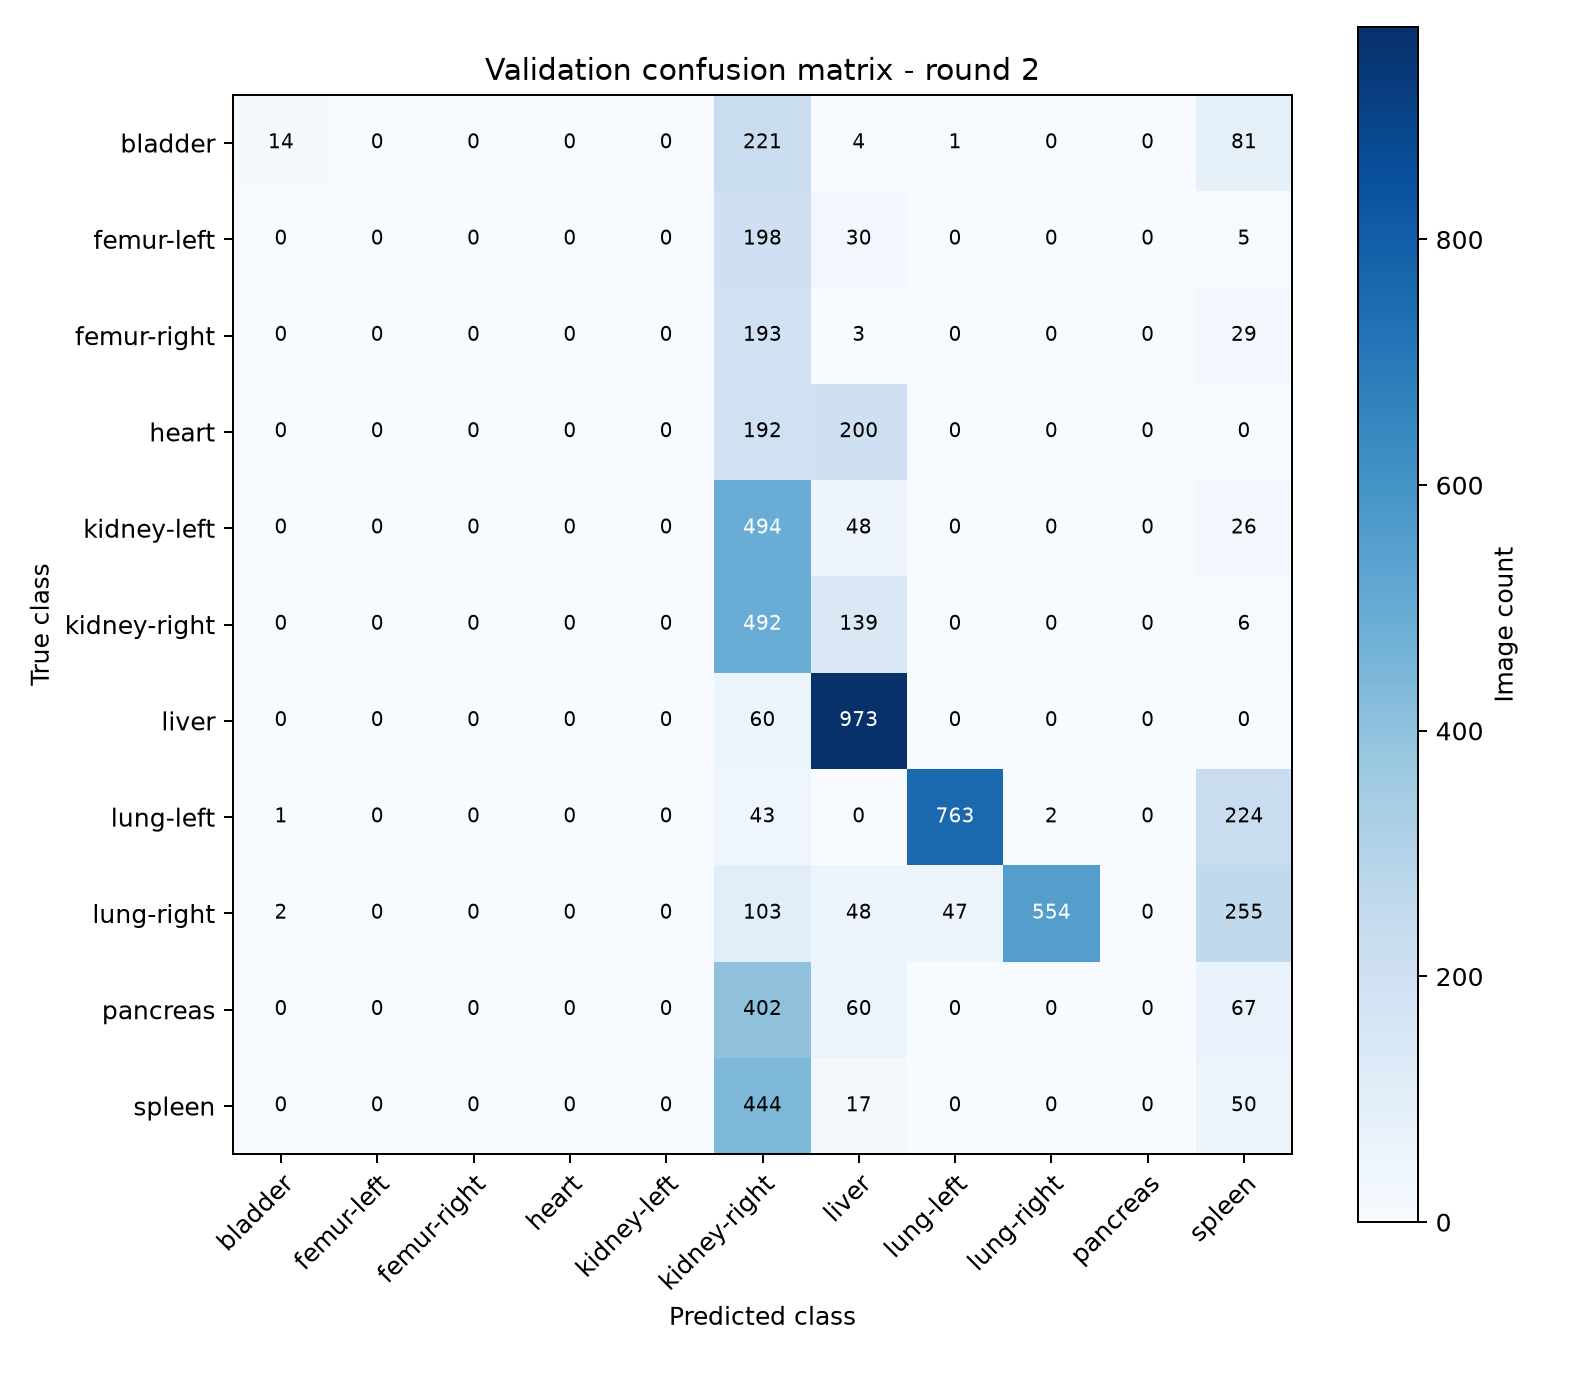 Validation confusion matrix - round 2
bladder 14 0 0 0 0 221 4 1 0 0 81
femur-left 0 0 0 0 0 198 30 0 0 0 5
femur-right 0 0 0 0 0 193 3 0 0 0 29
heart 0 0 0 0 0 192 200 0 0 0 0
kidney-left 0 0 0 0 0 494 48 0 0 0 26
kidney-right 0 0 0 0 0 492 139 0 0 0 6
liver 0 0 0 0 0 60 973 0 0 0 0
lung-left 1 0 0 0 0 43 0 763 2 0 224
lung-right 2 0 0 0 0 103 48 47 554 0 255
pancreas 0 0 0 0 0 402 60 0 0 0 67
spleen 0 0 0 0 0 444 17 0 0 0 50
bladder femur-left femur-right heart kidney-left kidney-right liver lung-left lung-right pancreas spleen
Predicted class
True class
800
600
400
200
0
Image count